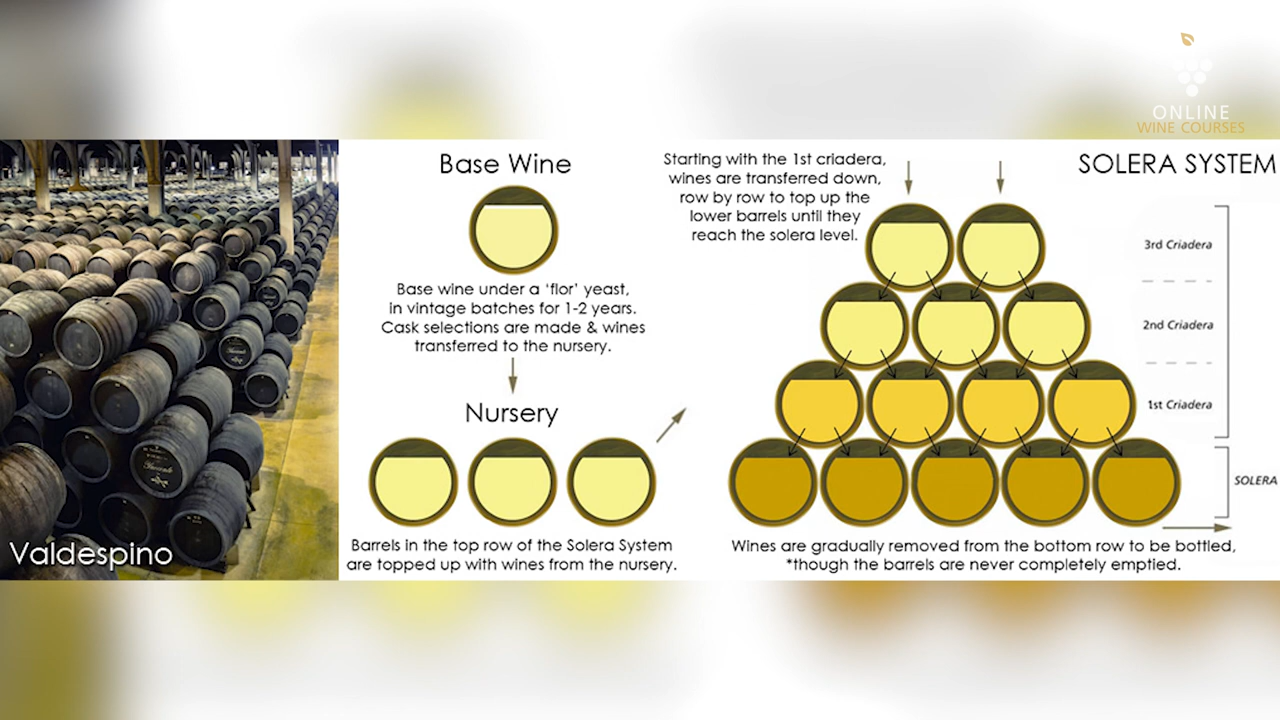 ONLINE
WINE COURSES
Base Wine
Base wine under a ‘flor’ yeast,
in vintage batches for 1-2 years.
Cask selections are made & wines
transferred to the nursery.
Nursery
Barrels in the top row of the Solera System
are topped up with wines from the nursery.
Starting with the 1st criadera,
wines are transferred down,
row by row to top up the
lower barrels until they
reach the solera level.
SOLERA SYSTEM
3rd Criadera
2nd Criadera
1st Criadera
SOLERA
Wines are gradually removed from the bottom row to be bottled,
*though the barrels are never completely emptied.
Valdespino